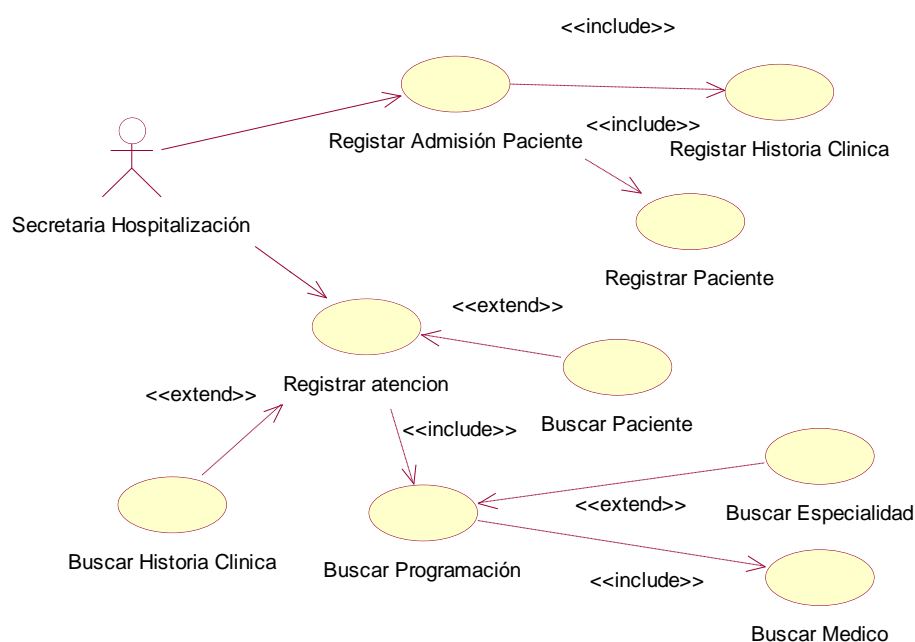 <<include>>
Registar Admisión Paciente
<<include>>
Registar Historia Clinica
Secretaria Hospitalización
Registrar Paciente
<<extend>>
Registrar atencion
<<extend>>
Buscar Paciente
<<include>>
Buscar Historia Clinica
Buscar Programación
<<extend>>
Buscar Especialidad
<<include>>
Buscar Medico